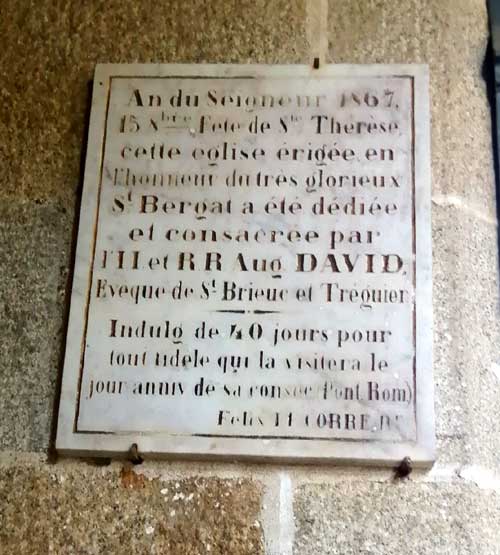 An du Seigneur 1867,
15 8bre Fête de Ste Thérèse,
cette eglise érigée en
l'honneur du très glorieux
St Bergat a été dédiée
et consacrée par
l'Il et RR Aug DAVID,
Evêque de St Brieuc et Tréguier.
Indulg de 40 jours pour
tout fidèle qui la visitera le
jour anniv de sa consec (Pont Rom)
Felix LE CORRE